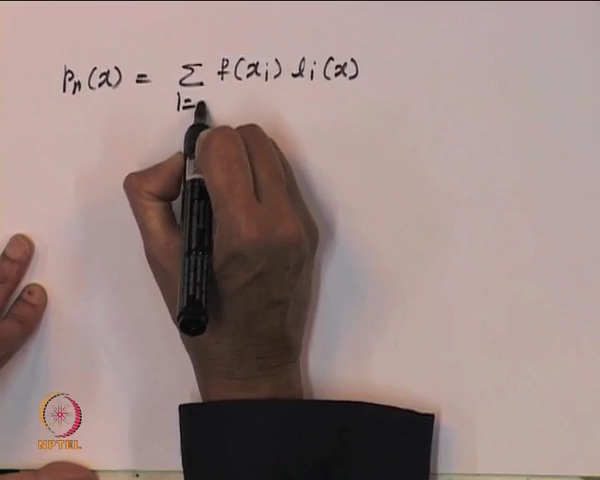 pn(x) = Σ f(xi) li(x)
i=
NPTEL